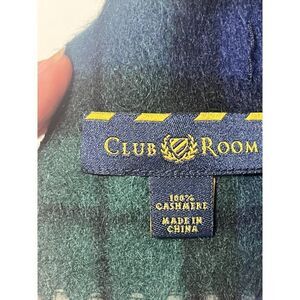 CLUB ROOM
100%
CASHMERE
MADE IN
CHINA